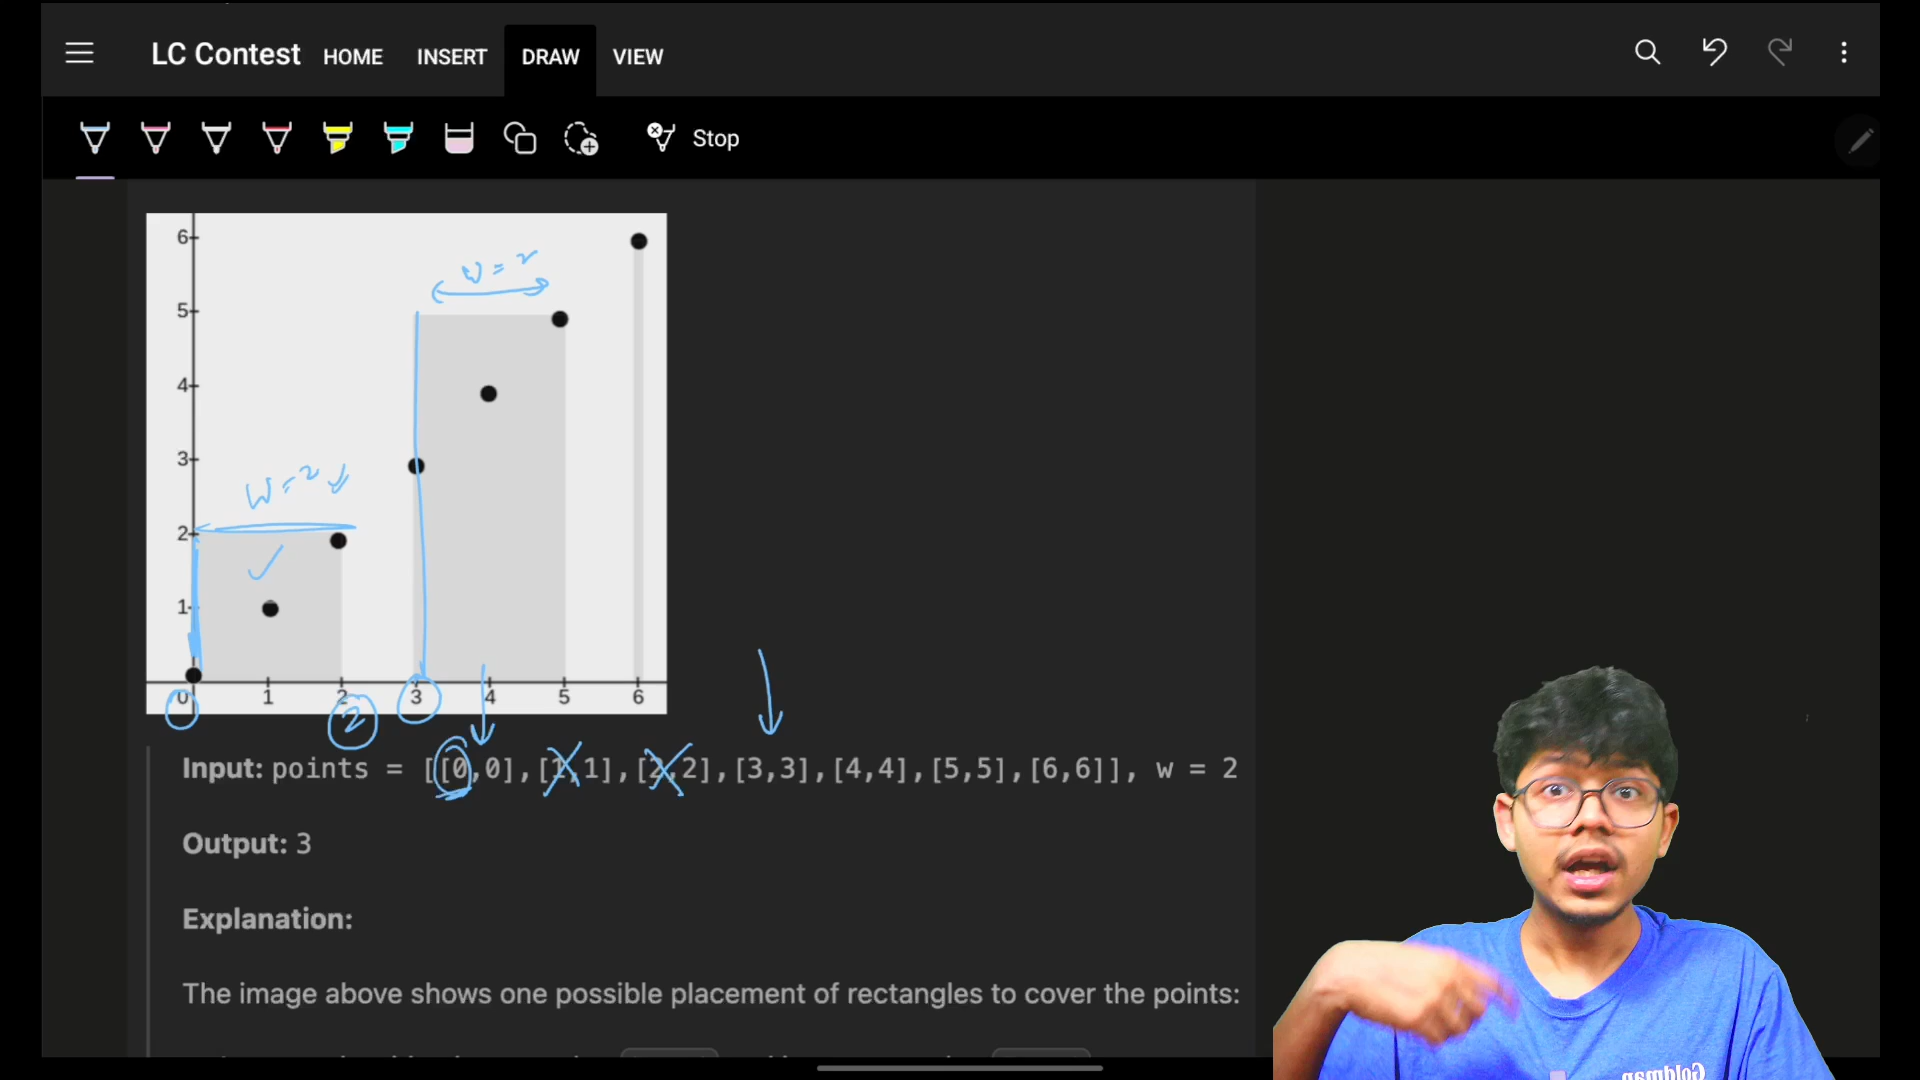 LC Contest HOME INSERT DRAW VIEW
Stop
6
5
4
3
2
1
0 1 2 3 4 5 6
w = 2
W = 2
2
Input: points = [[0,0],[1,1],[2,2],[3,3],[4,4],[5,5],[6,6]], w = 2
Output: 3
Explanation:
The image above shows one possible placement of rectangles to cover the points: